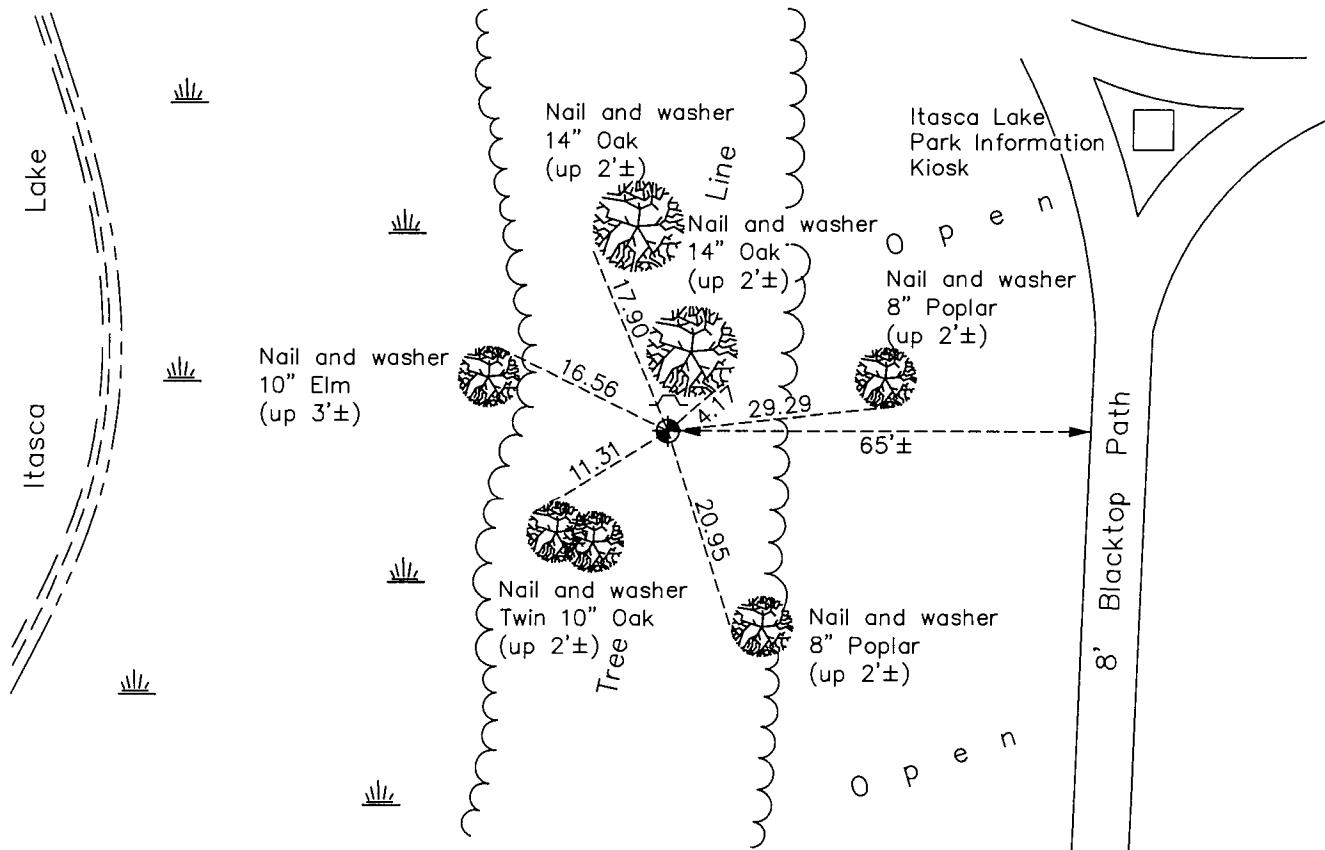 Lake
Itasca
Nail and washer
14" Oak
(up 2'±)
Line
Nail and washer
14" Oak
(up 2'±)
Itasca Lake
Park Information
Kiosk
Open
Nail and washer
8" Poplar
(up 2'±)
Nail and washer
10" Elm
(up 3'±)
17.90
16.56
4.17
29.29
65'±
11.31
20.95
Nail and washer
Twin 10" Oak
(up 2'±)
Tree
Nail and washer
8" Poplar
(up 2'±)
8' Blacktop Path
Open